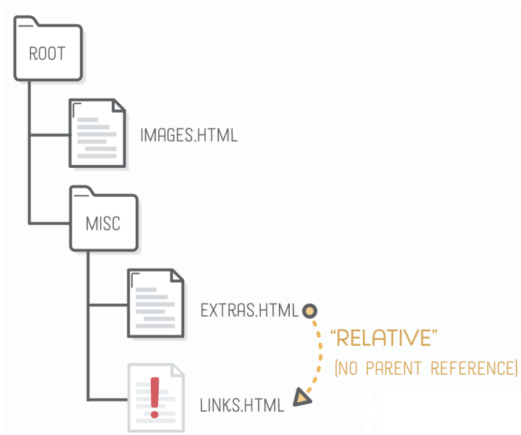 ROOT
IMAGES.HTML
MISC
EXTRAS.HTML
"RELATIVE"
(NO PARENT REFERENCE)
!
LINKS.HTML